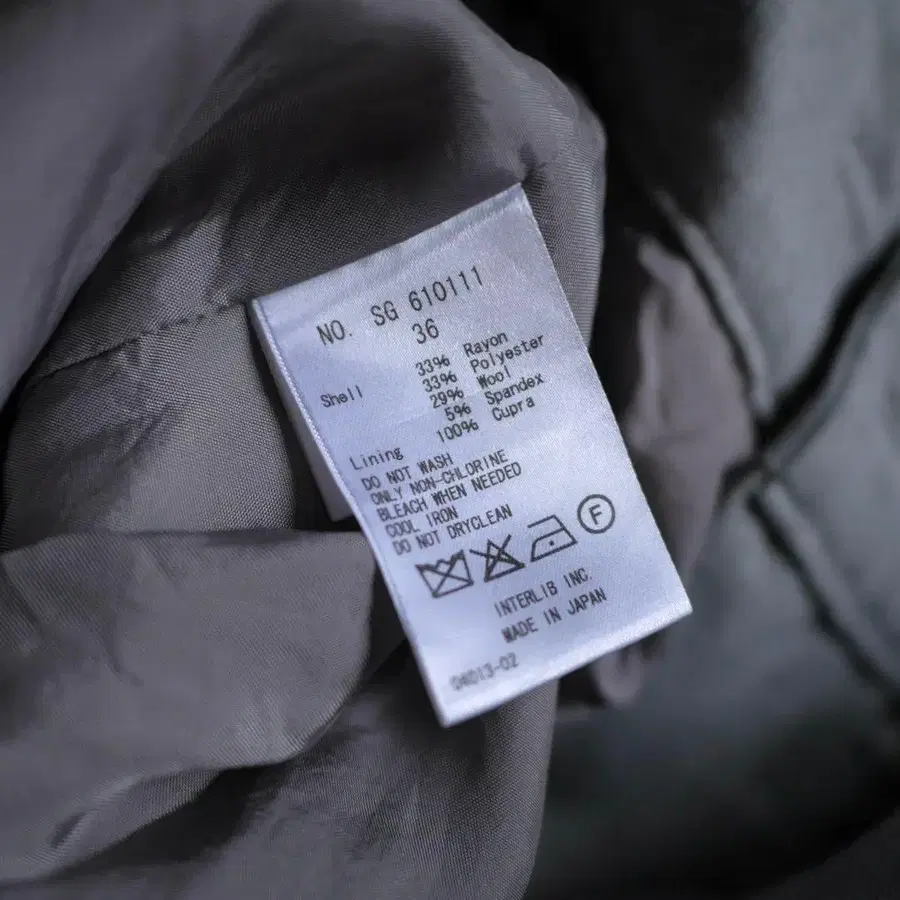 NO. SG 610111
36
Shell 33% Rayon
33% Polyester
29% Wool
5% Spandex
Lining 100% Cupra
DO NOT WASH
ONLY NON-CHLORINE
BLEACH WHEN NEEDED
COOL IRON
DO NOT DRYCLEAN
F
INTERLIB INC.
MADE IN JAPAN
04013-02